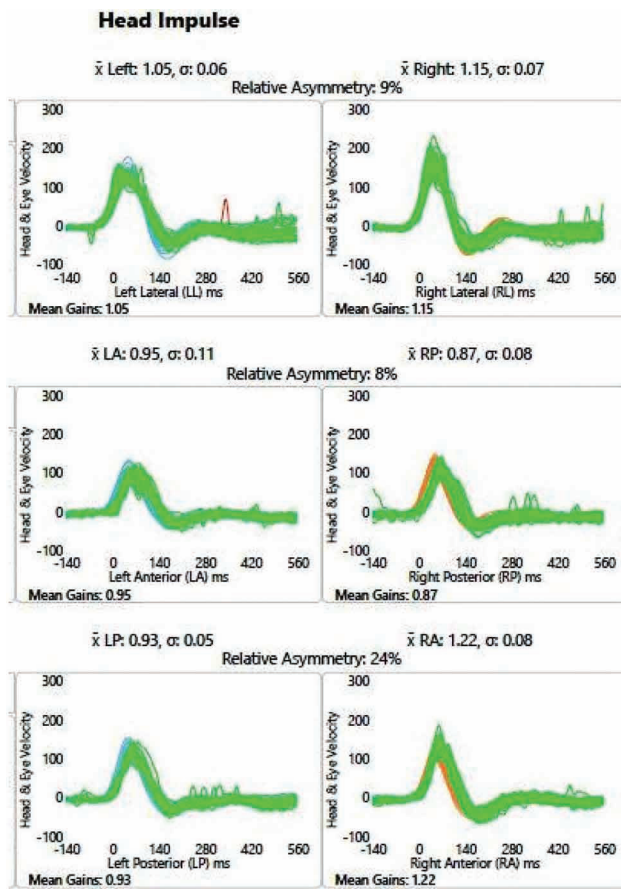 Head Impulse
x̄ Left: 1.05, σ: 0.06
x̄ Right: 1.15, σ: 0.07
Relative Asymmetry: 9%
Head & Eye Velocity
300
200
100
0
-100
-140 0 140 280 420 560
Left Lateral (LL) ms
Mean Gains: 1.05
Head & Eye Velocity
300
200
100
0
-100
-140 0 140 280 420 560
Right Lateral (RL) ms
Mean Gains: 1.15
x̄ LA: 0.95, σ: 0.11
x̄ RP: 0.87, σ: 0.08
Relative Asymmetry: 8%
Head & Eye Velocity
300
200
100
0
-100
-140 0 140 280 420 560
Left Anterior (LA) ms
Mean Gains: 0.95
Head & Eye Velocity
300
200
100
0
-100
-140 0 140 280 420 560
Right Posterior (RP) ms
Mean Gains: 0.87
x̄ LP: 0.93, σ: 0.05
x̄ RA: 1.22, σ: 0.08
Relative Asymmetry: 24%
Head & Eye Velocity
300
200
100
0
-100
-140 0 140 280 420 560
Left Posterior (LP) ms
Mean Gains: 0.93
Head & Eye Velocity
300
200
100
0
-100
-140 0 140 280 420 560
Right Anterior (RA) ms
Mean Gains: 1.22